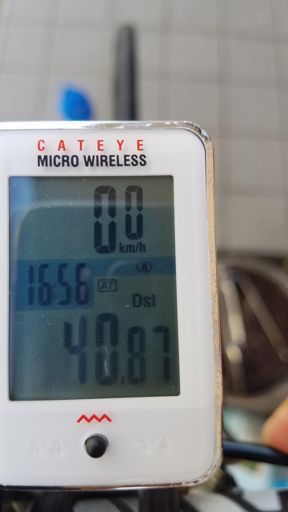 CATEYE
MICRO WIRELESS
0.0
km/h
16:56 AT
Dst
40.87